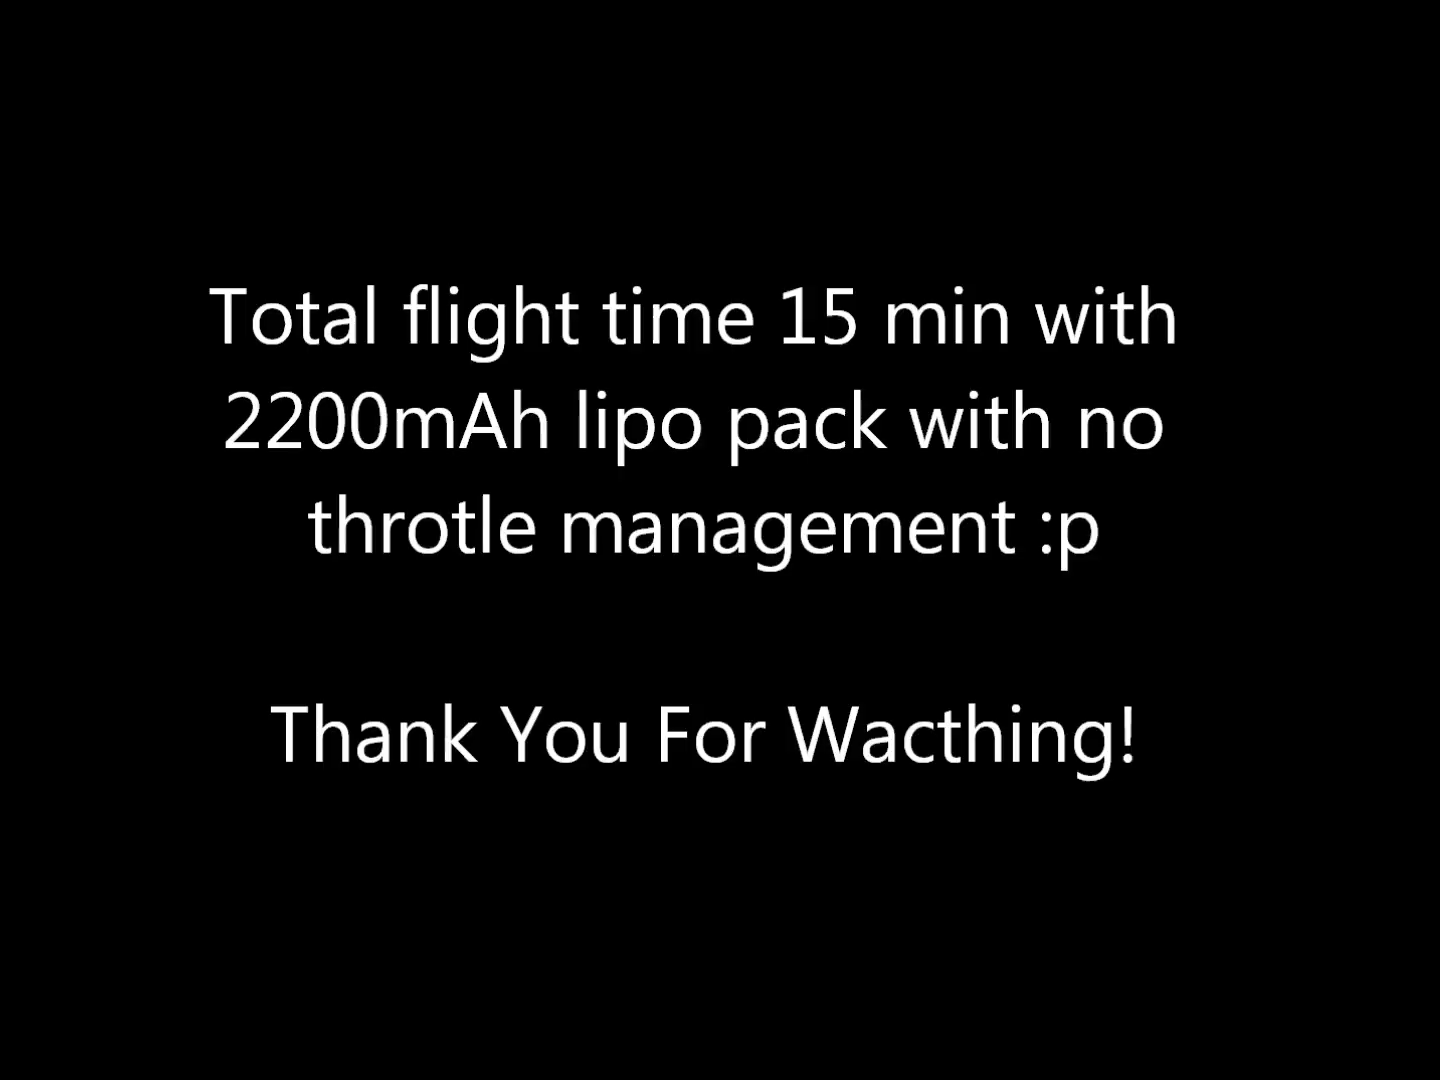 Total flight time 15 min with
2200mAh lipo pack with no
throtle management :p
Thank You For Wacthing!